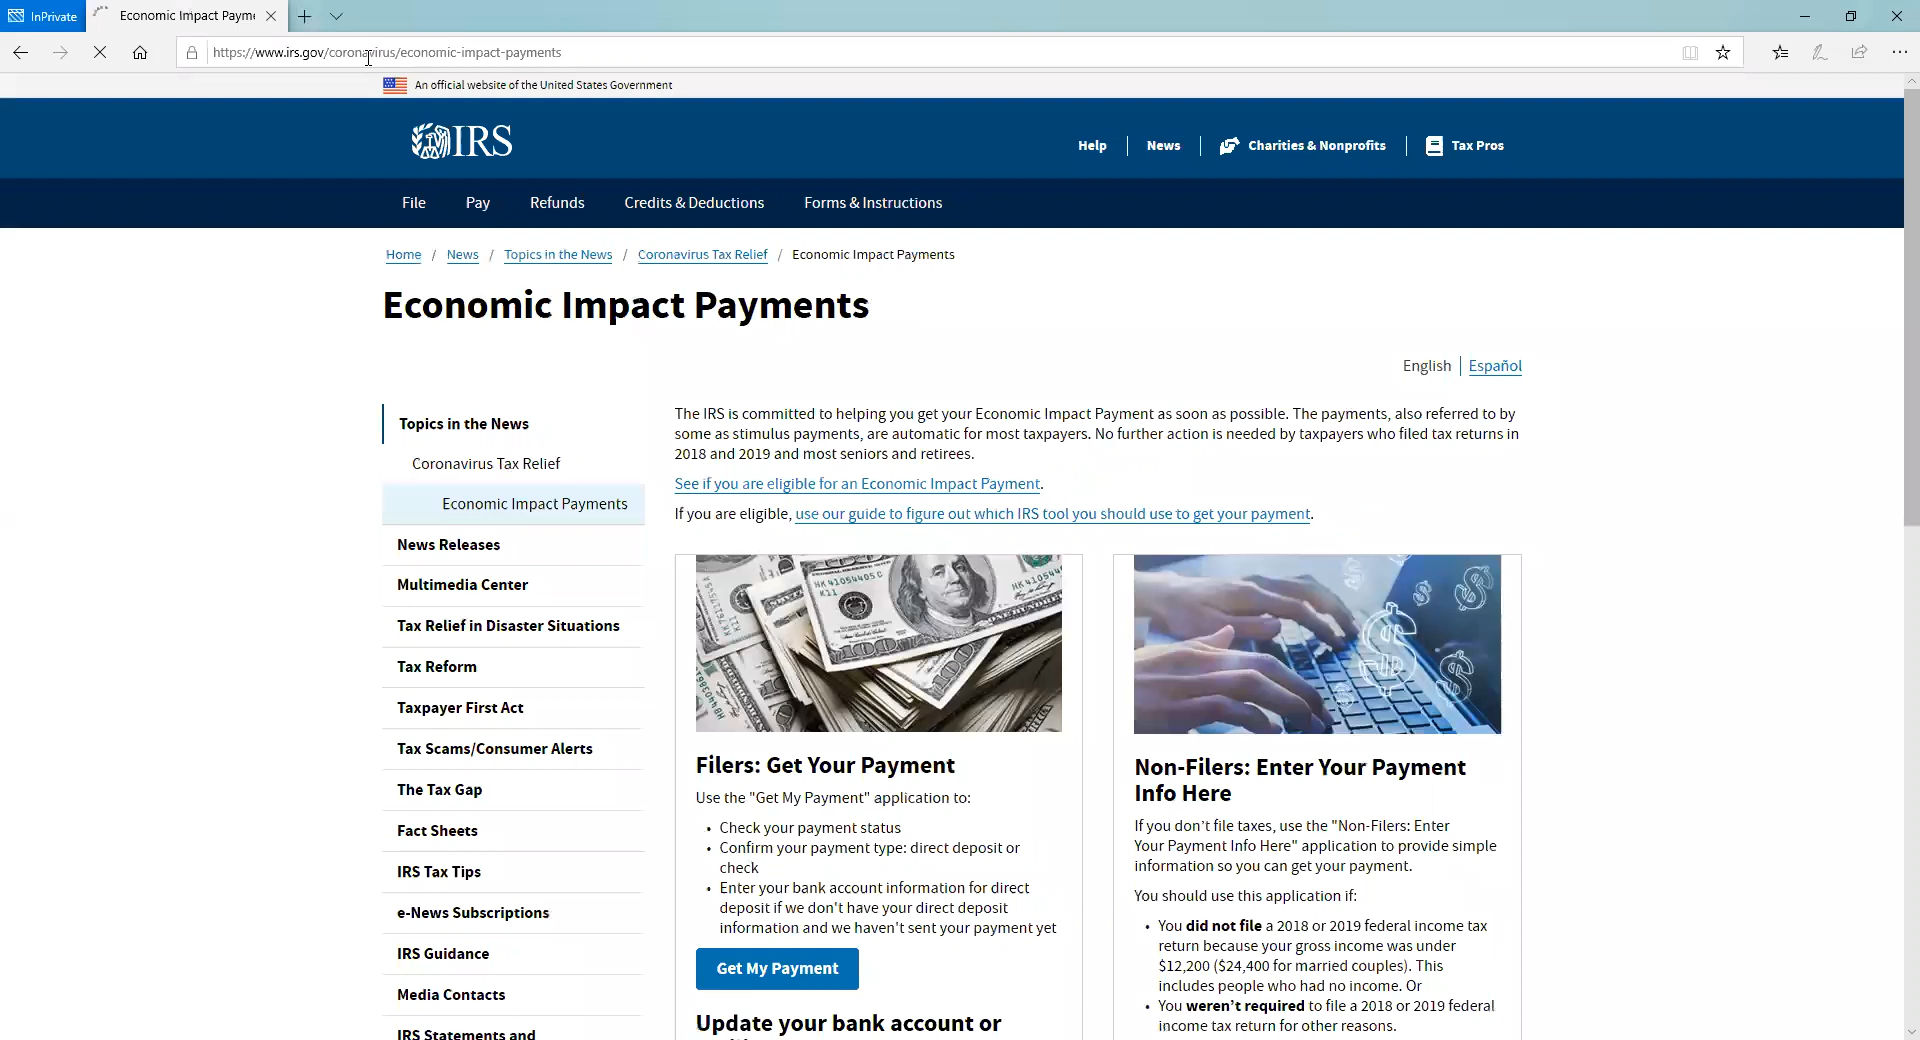 InPrivate
Economic Impact Payme
https://www.irs.gov/coronavirus/economic-impact-payments
An official website of the United States Government
IRS
Help
News
Charities & Nonprofits
Tax Pros
File
Pay
Refunds
Credits & Deductions
Forms & Instructions
Home / News / Topics in the News / Coronavirus Tax Relief / Economic Impact Payments
Economic Impact Payments
English
Español
Topics in the News
Coronavirus Tax Relief
Economic Impact Payments
News Releases
Multimedia Center
Tax Relief in Disaster Situations
Tax Reform
Taxpayer First Act
Tax Scams/Consumer Alerts
The Tax Gap
Fact Sheets
IRS Tax Tips
e-News Subscriptions
IRS Guidance
Media Contacts
IRS Statements and
The IRS is committed to helping you get your Economic Impact Payment as soon as possible. The payments, also referred to by
some as stimulus payments, are automatic for most taxpayers. No further action is needed by taxpayers who filed tax returns in
2018 and 2019 and most seniors and retirees.
See if you are eligible for an Economic Impact Payment.
If you are eligible, use our guide to figure out which IRS tool you should use to get your payment.
HK 41054405 C
K11
100
Filers: Get Your Payment
Use the "Get My Payment" application to:
• Check your payment status
• Confirm your payment type: direct deposit or
check
• Enter your bank account information for direct
deposit if we don't have your direct deposit
information and we haven't sent your payment yet
Get My Payment
Update your bank account or
Non-Filers: Enter Your Payment
Info Here
If you don’t file taxes, use the "Non-Filers: Enter
Your Payment Info Here" application to provide simple
information so you can get your payment.
You should use this application if:
• You did not file a 2018 or 2019 federal income tax
return because your gross income was under
$12,200 ($24,400 for married couples). This
includes people who had no income. Or
• You weren’t required to file a 2018 or 2019 federal
income tax return for other reasons.